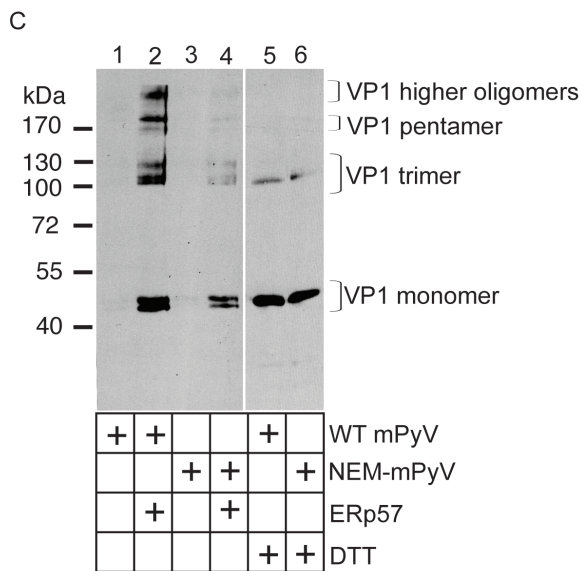 C
1 2 3 4 5 6
kDa
170
130
100
72
55
40
VP1 higher oligomers
VP1 pentamer
VP1 trimer
VP1 monomer
+ + + WT mPyV
+ + + NEM-mPyV
+ + ERp57
+ + DTT